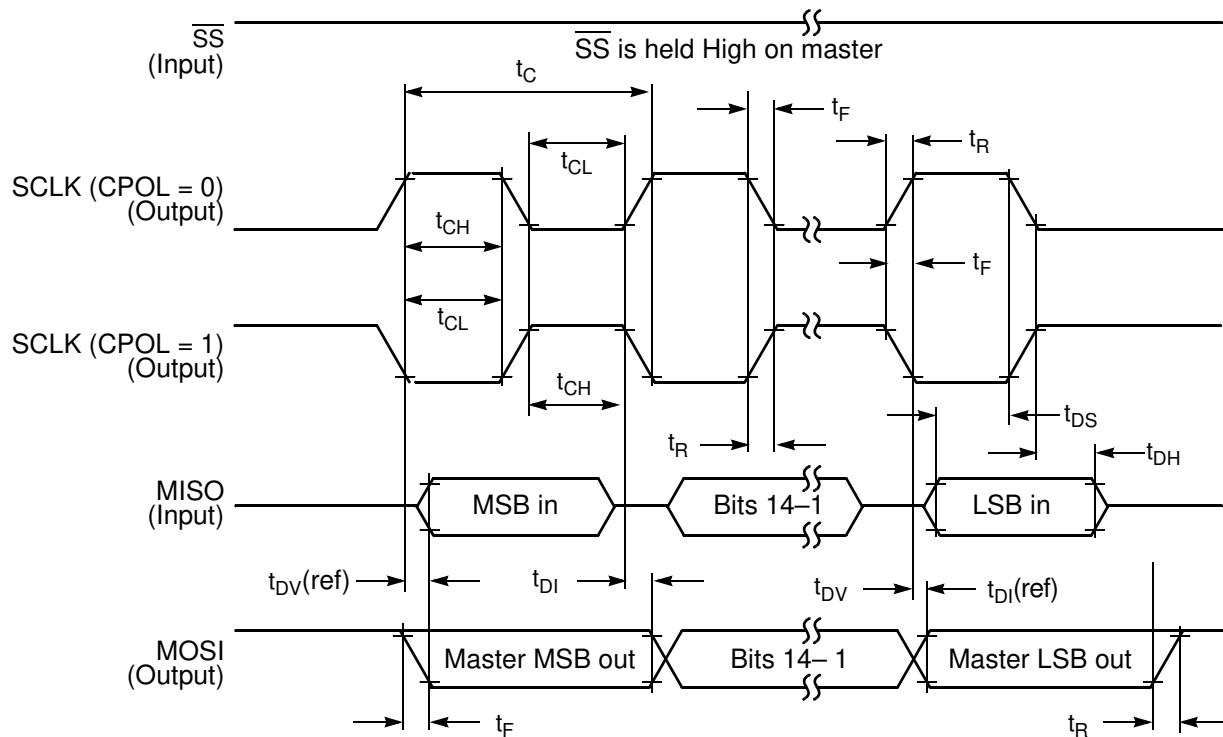 SS
(Input)
SS is held High on master
tC
tF
tR
tCL
SCLK (CPOL = 0)
(Output)
tCH
tF
tCL
SCLK (CPOL = 1)
(Output)
tCH
tDS
tR
tDH
MISO
(Input)
MSB in
Bits 14–1
LSB in
tDV(ref)
tDI
tDV
tDI(ref)
MOSI
(Output)
Master MSB out
Bits 14– 1
Master LSB out
tF
tR